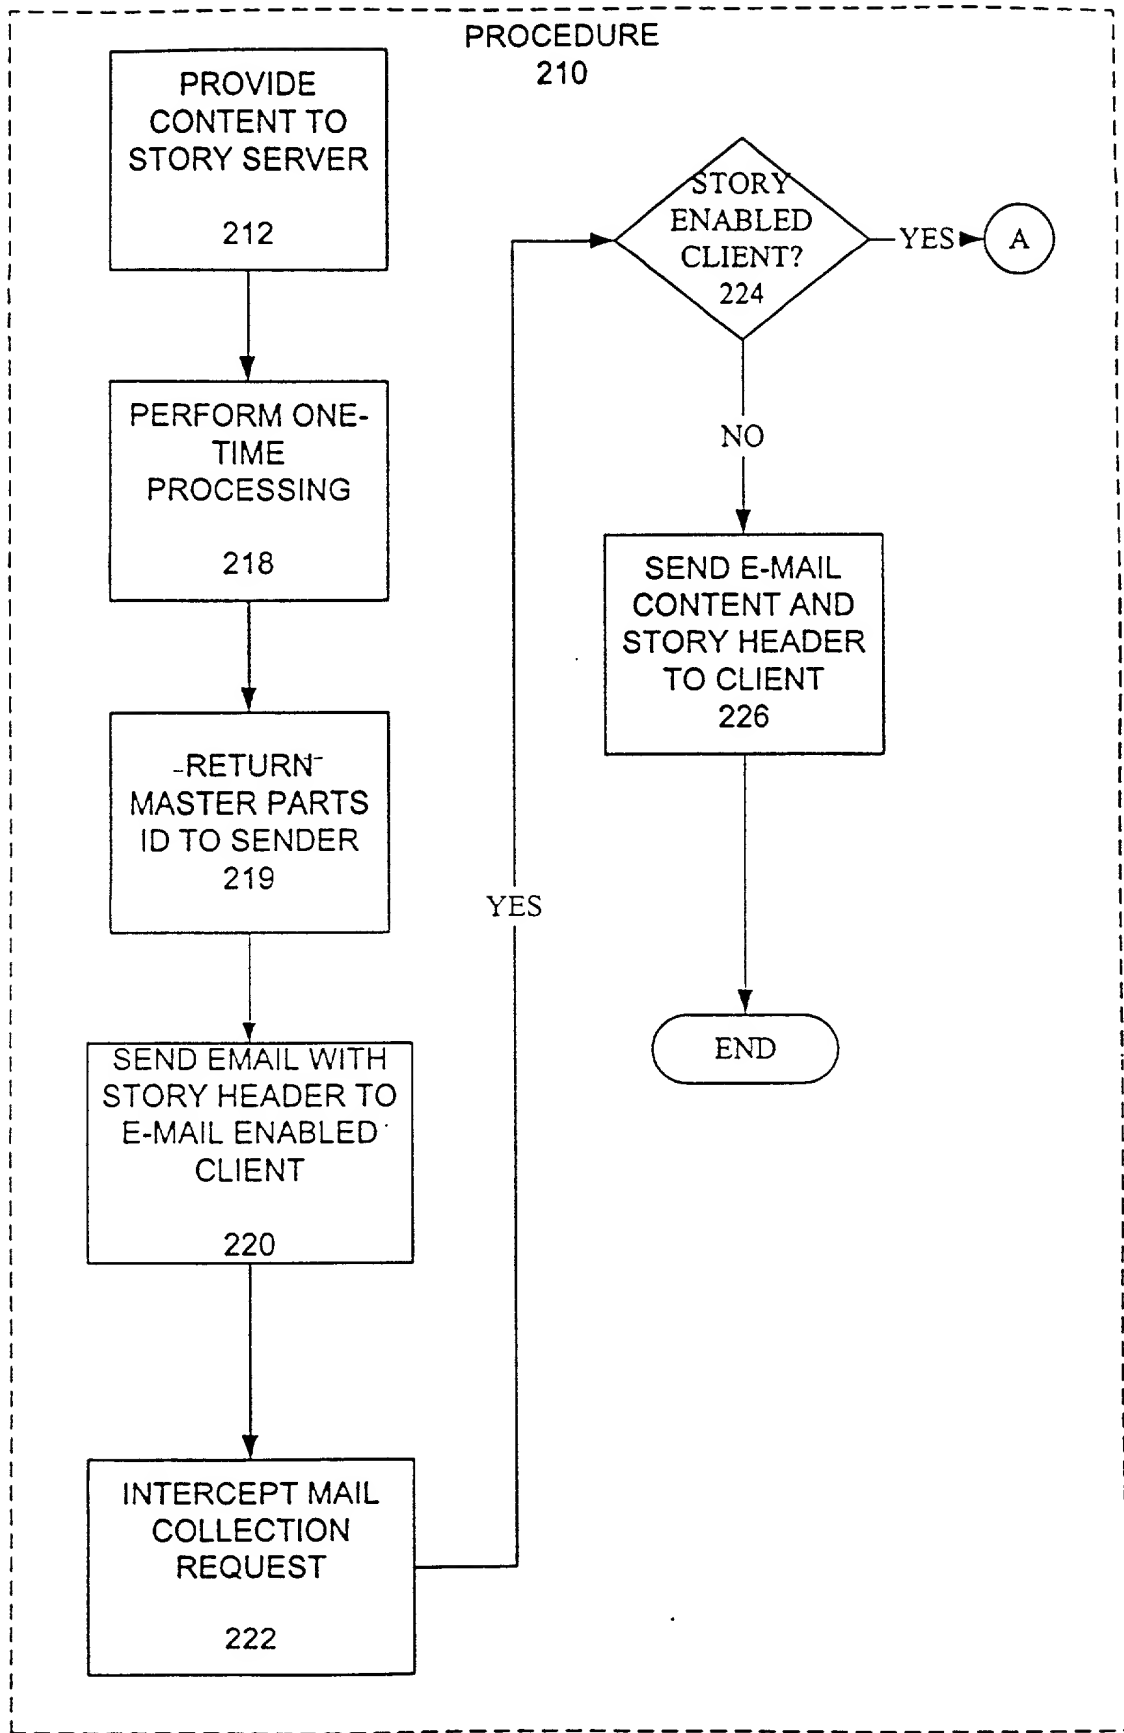 PROCEDURE
210
PROVIDE
CONTENT TO
STORY SERVER
212
PERFORM ONE-
TIME
PROCESSING
218
RETURN
MASTER PARTS
ID TO SENDER
219
SEND EMAIL WITH
STORY HEADER TO
E-MAIL ENABLED
CLIENT
220
INTERCEPT MAIL
COLLECTION
REQUEST
222
YES
STORY
ENABLED
CLIENT?
224
YES
A
NO
SEND E-MAIL
CONTENT AND
STORY HEADER
TO CLIENT
226
END